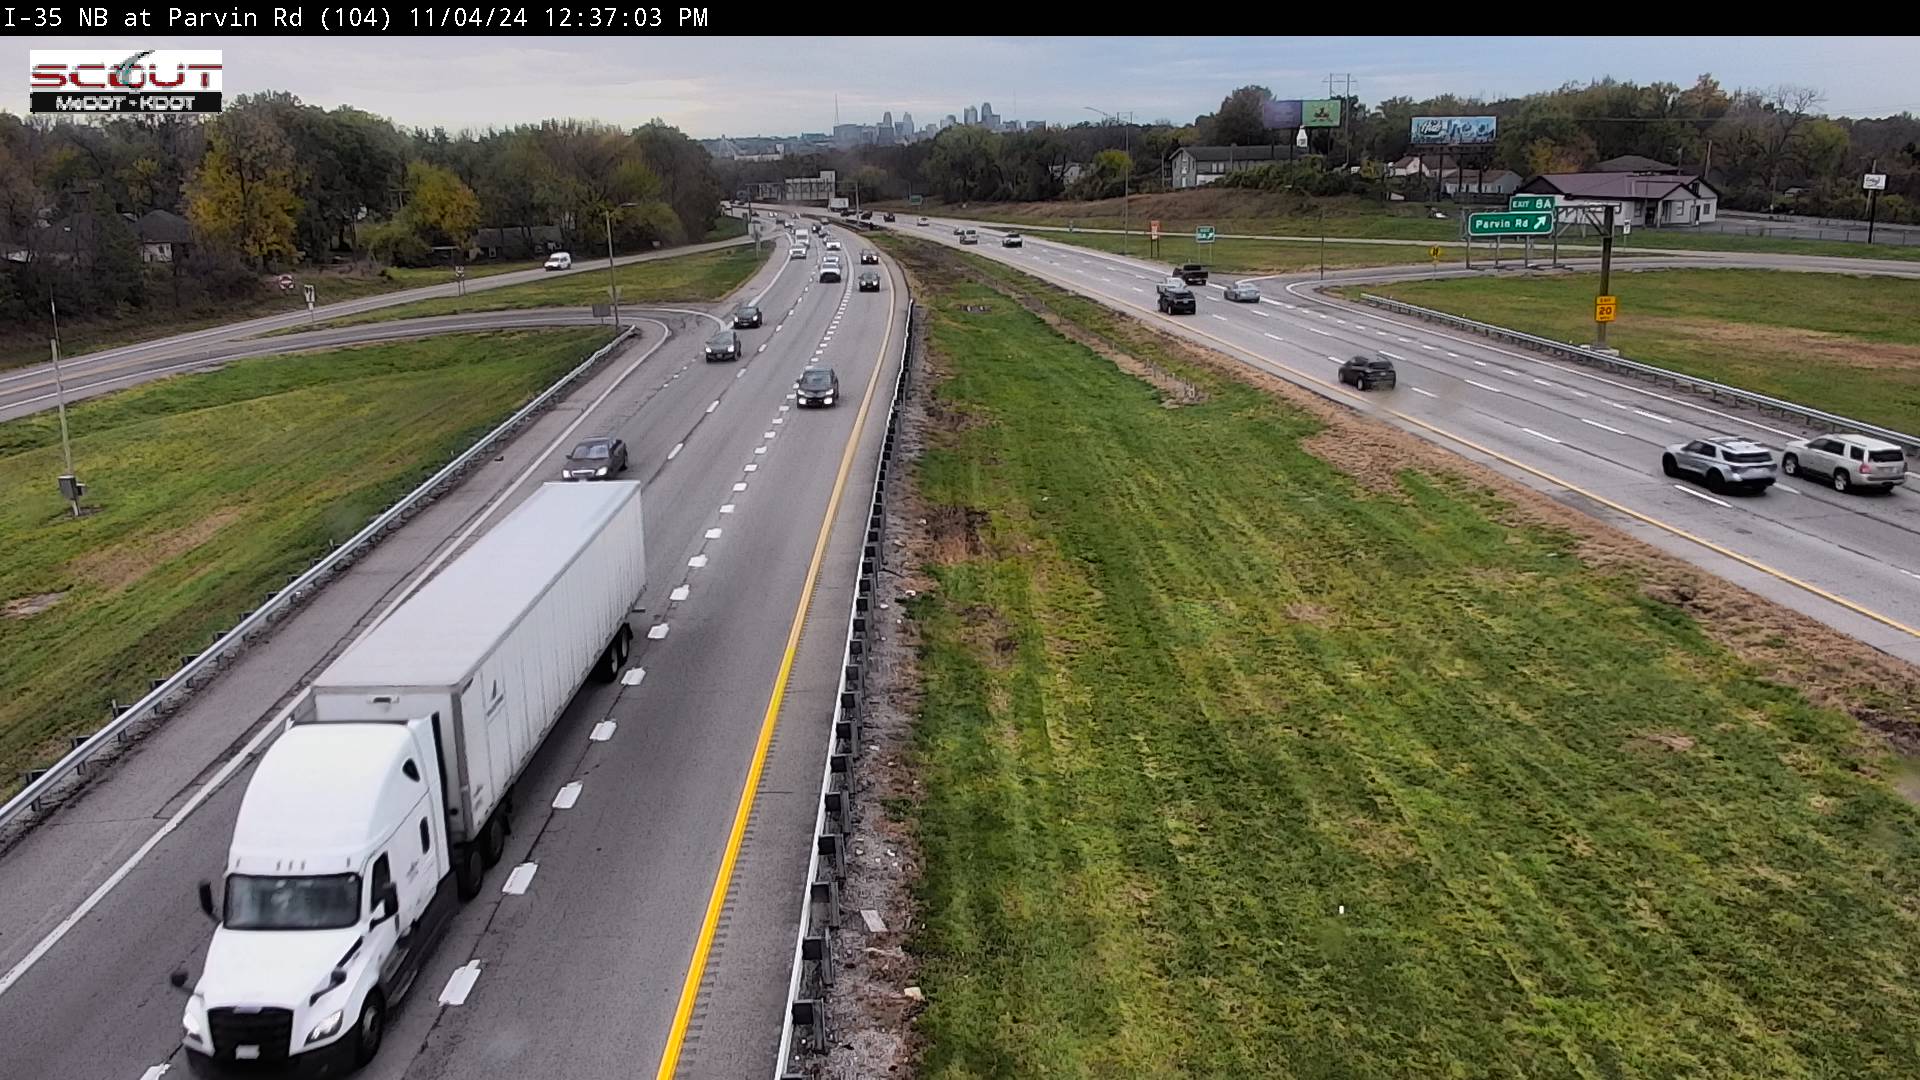 I-35 NB at Parvin Rd (104) 11/04/24 12:37:03 PM
SCOUT
MoDOT - KDOT
EXIT 8A
Parvin Rd
EXIT
20